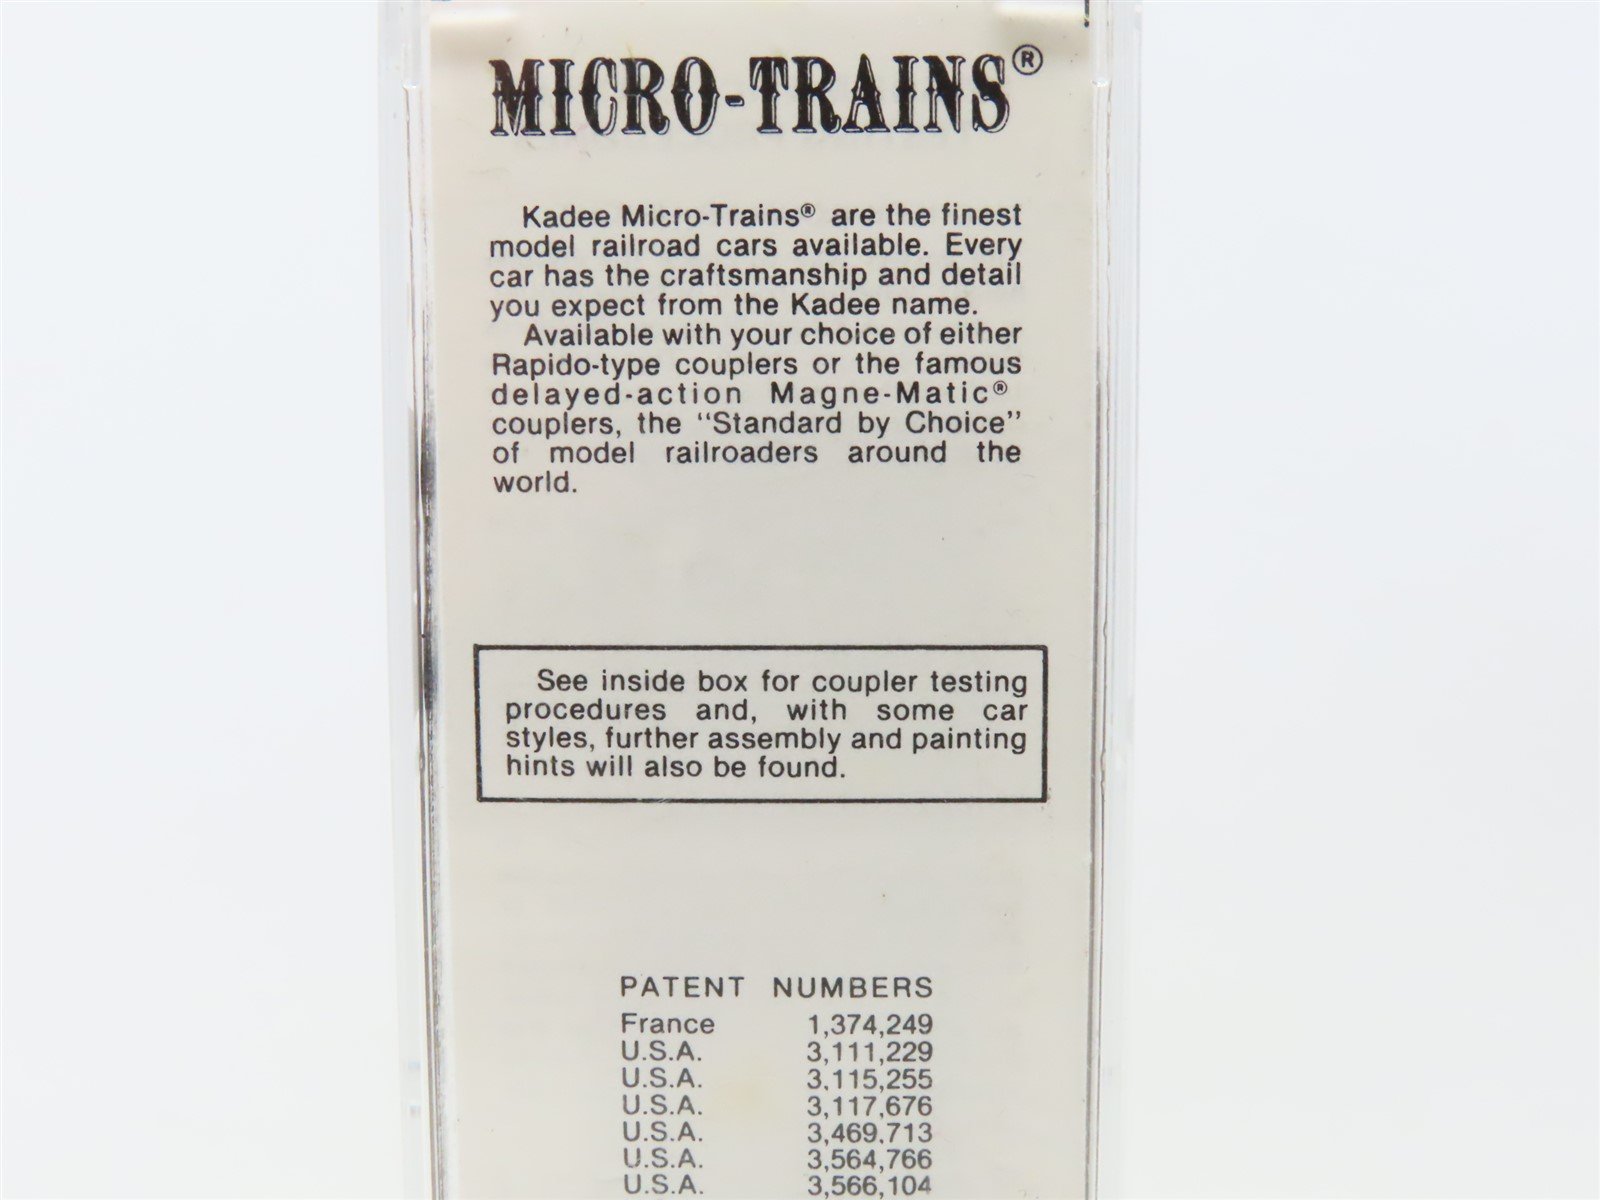 MICRO-TRAINS®
Kadee Micro-Trains® are the finest
model railroad cars available. Every
car has the craftsmanship and detail
you expect from the Kadee name.
Available with your choice of either
Rapido-type couplers or the famous
delayed-action Magne-Matic®
couplers, the "Standard by Choice"
of model railroaders around the
world.
See inside box for coupler testing
procedures and, with some car
styles, further assembly and painting
hints will also be found.
PATENT NUMBERS
France 1,374,249
U.S.A. 3,111,229
U.S.A. 3,115,255
U.S.A. 3,117,676
U.S.A. 3,469,713
U.S.A. 3,564,766
U.S.A. 3,566,104